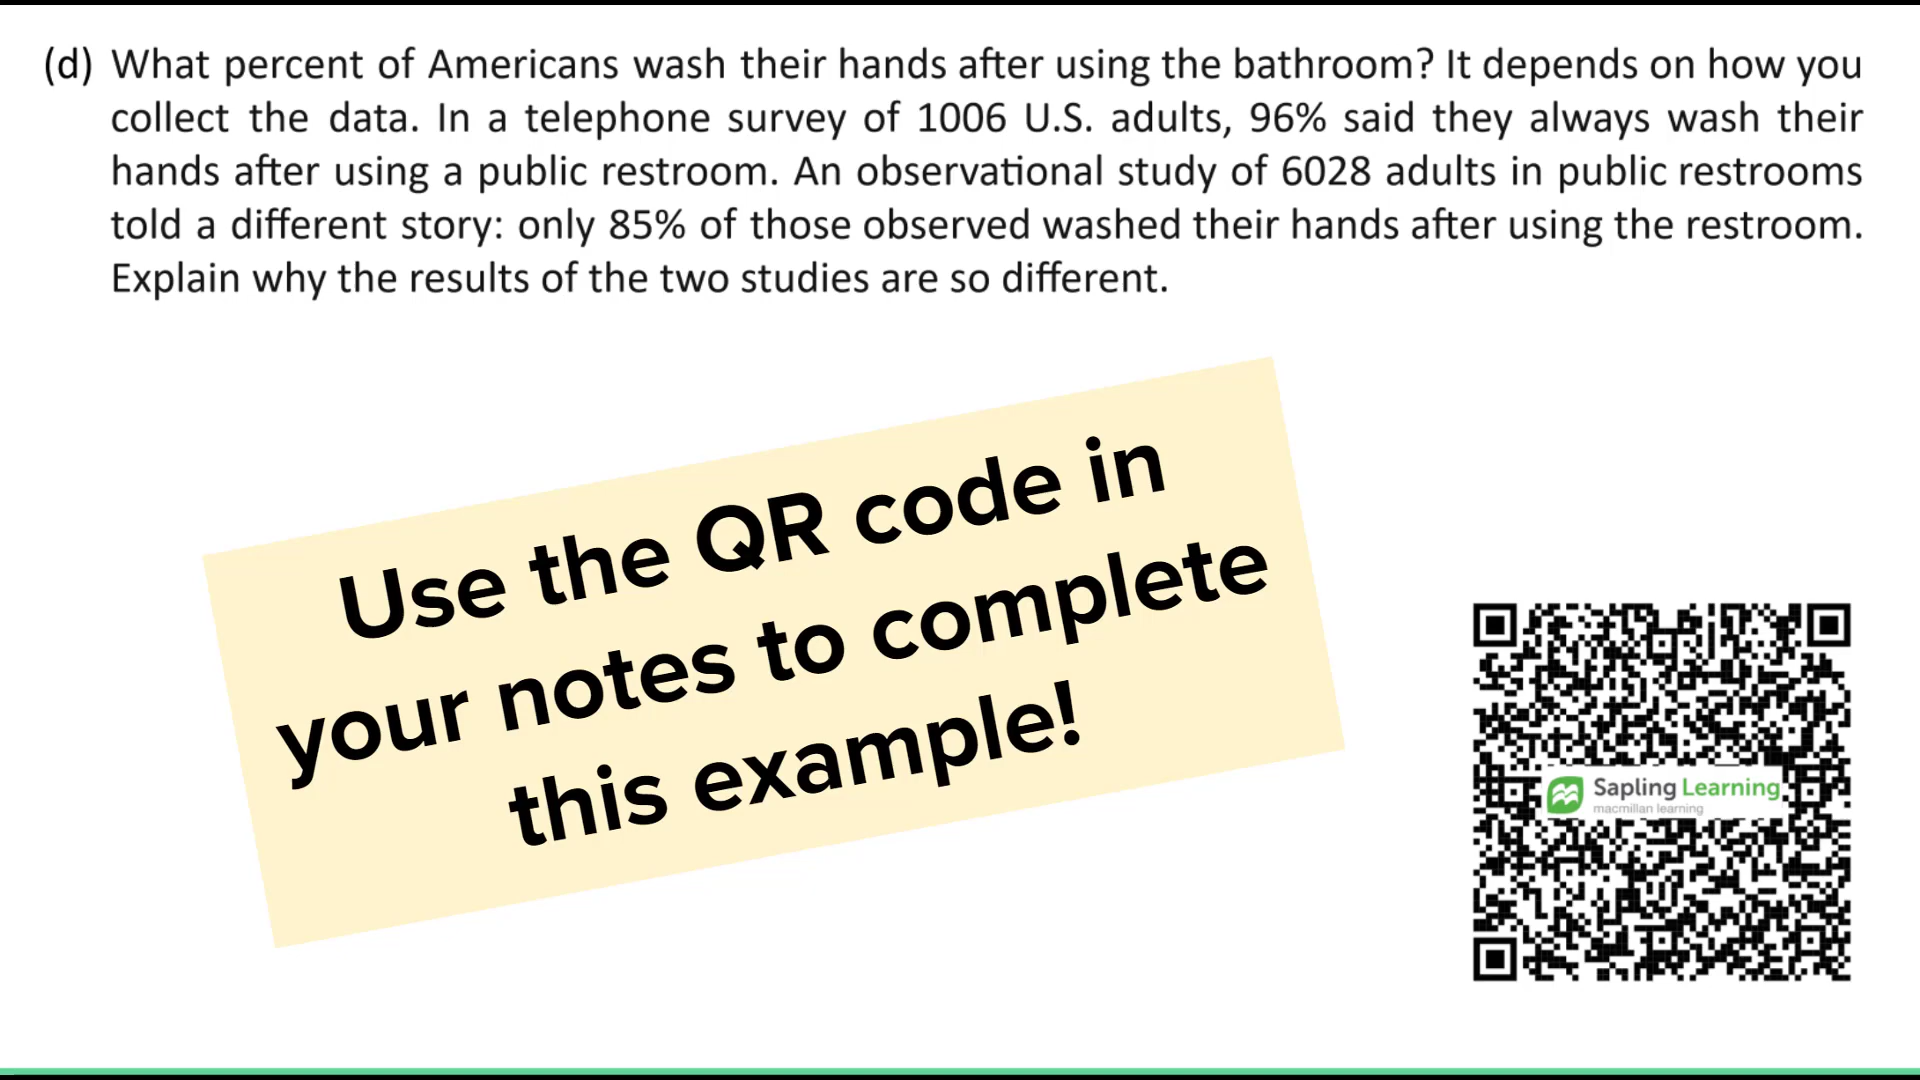 (d) What percent of Americans wash their hands after using the bathroom? It depends on how you
collect the data. In a telephone survey of 1006 U.S. adults, 96% said they always wash their
hands after using a public restroom. An observational study of 6028 adults in public restrooms
told a different story: only 85% of those observed washed their hands after using the restroom.
Explain why the results of the two studies are so different.
Use the QR code in
your notes to complete
this example!
Sapling Learning
macmillan learning